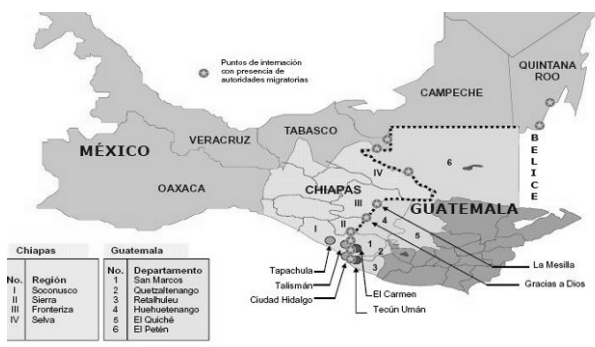 Puntos de internación
con presencia de
autoridades migratorias
QUINTANA
ROO
CAMPECHE
TABASCO
VERACRUZ
MÉXICO
BELICE
6
IV
OAXACA
CHIAPAS
GUATEMALA
III
4
I
II
5
1
2
3
Chiapas
No. Región
I Soconusco
II Sierra
III Fronteriza
IV Selva
Guatemala
No. Departamento
1 San Marcos
2 Quetzaltenango
3 Retalhuleu
4 Huehuetenango
5 El Quiché
6 El Petén
Tapachula
Talismán
Ciudad Hidalgo
El Carmen
Tecún Umán
La Mesilla
Gracias a Dios